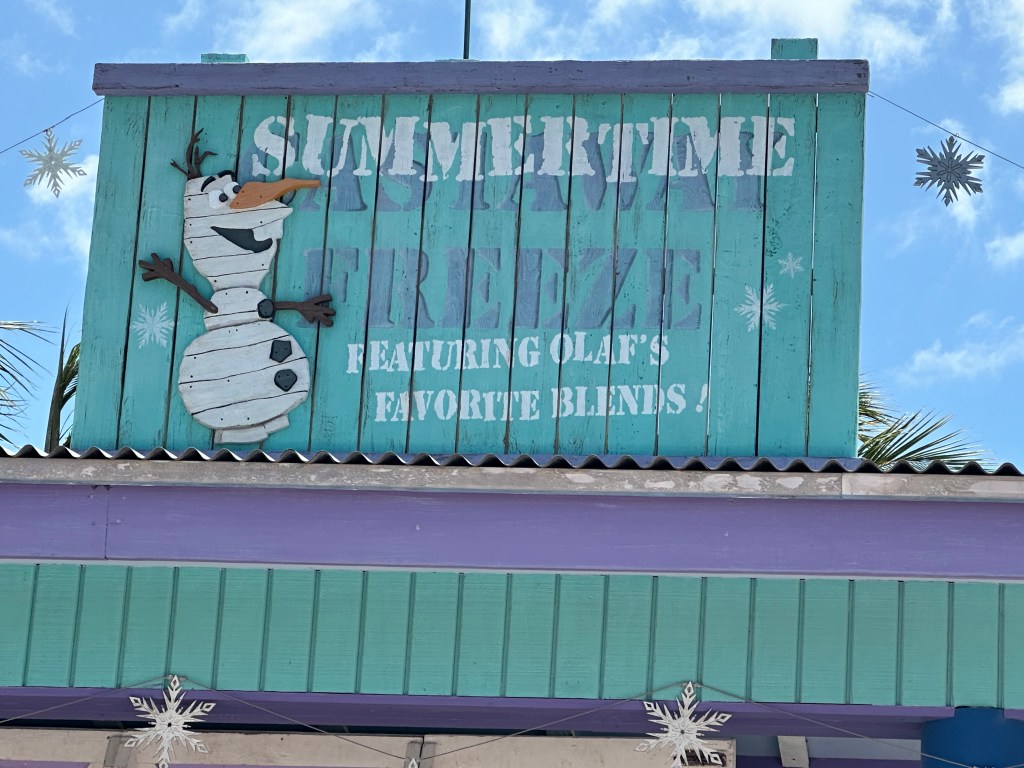 SUMMERTIME
FREEZE
FEATURING OLAF'S
FAVORITE BLENDS!